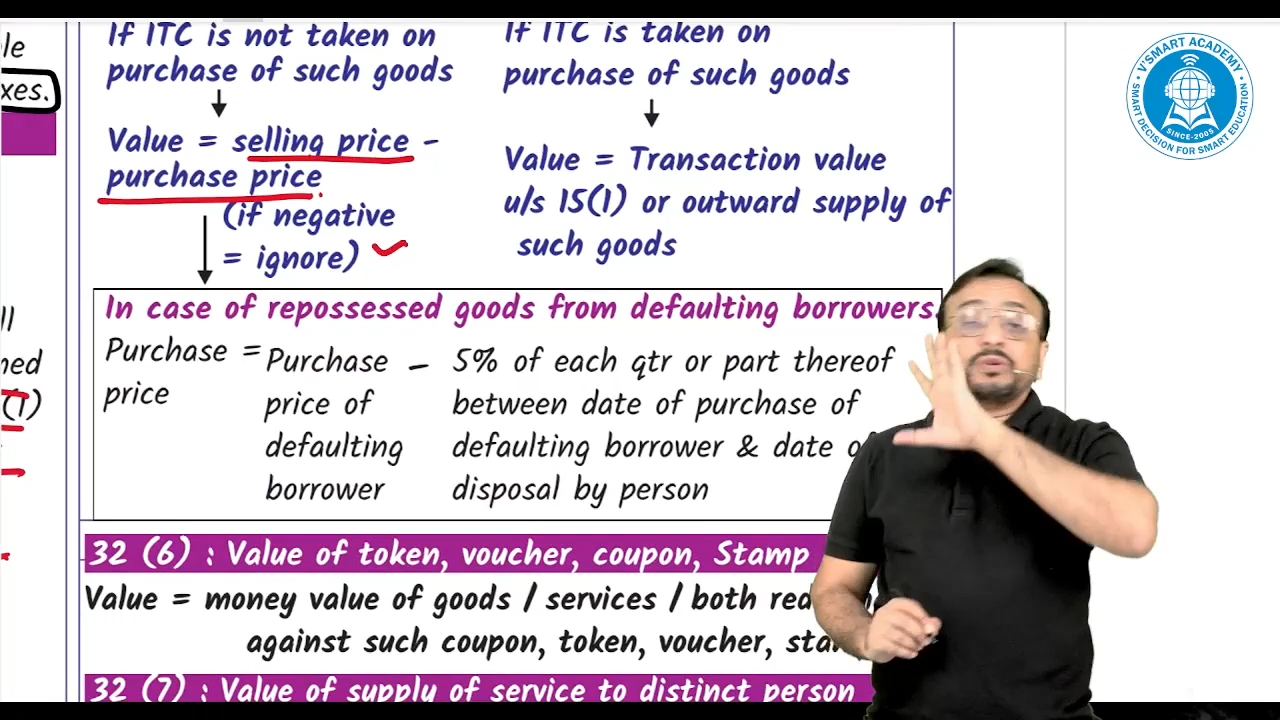 le
xes.
ll
ned
(1)
If ITC is not taken on
purchase of such goods
Value = selling price -
purchase price
(if negative
= ignore)
If ITC is taken on
purchase of such goods
Value = Transaction value
u/s 15(1) or outward supply of
such goods
In case of repossessed goods from defaulting borrowers.
Purchase =
price
Purchase -
price of
defaulting
borrower
5% of each qtr or part thereof
between date of purchase of
defaulting borrower & date o
disposal by person
32 (6) : Value of token, voucher, coupon, Stamp
Value = money value of goods / services / both
against such coupon, token, voucher,
32 (7) : Value of supply of service to distinct person
V'SMART ACADEMY
SMART DECISION FOR SMART EDUCATION
SINCE-2005